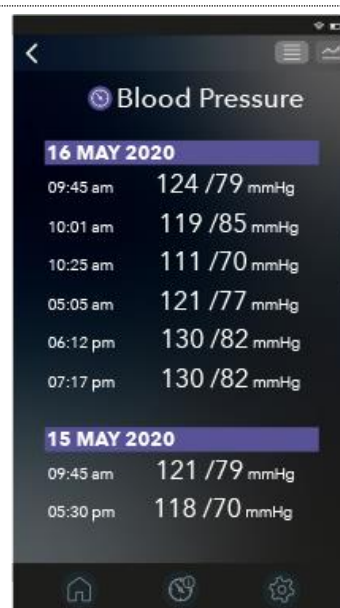 Blood Pressure
16 MAY 2020
09:45 am 124 /79 mmHg
10:01 am 119 /85 mmHg
10:25 am 111 /70 mmHg
05:05 am 121 /77 mmHg
06:12 pm 130 /82 mmHg
07:17 pm 130 /82 mmHg
15 MAY 2020
09:45 am 121 /79 mmHg
05:30 pm 118 /70 mmHg